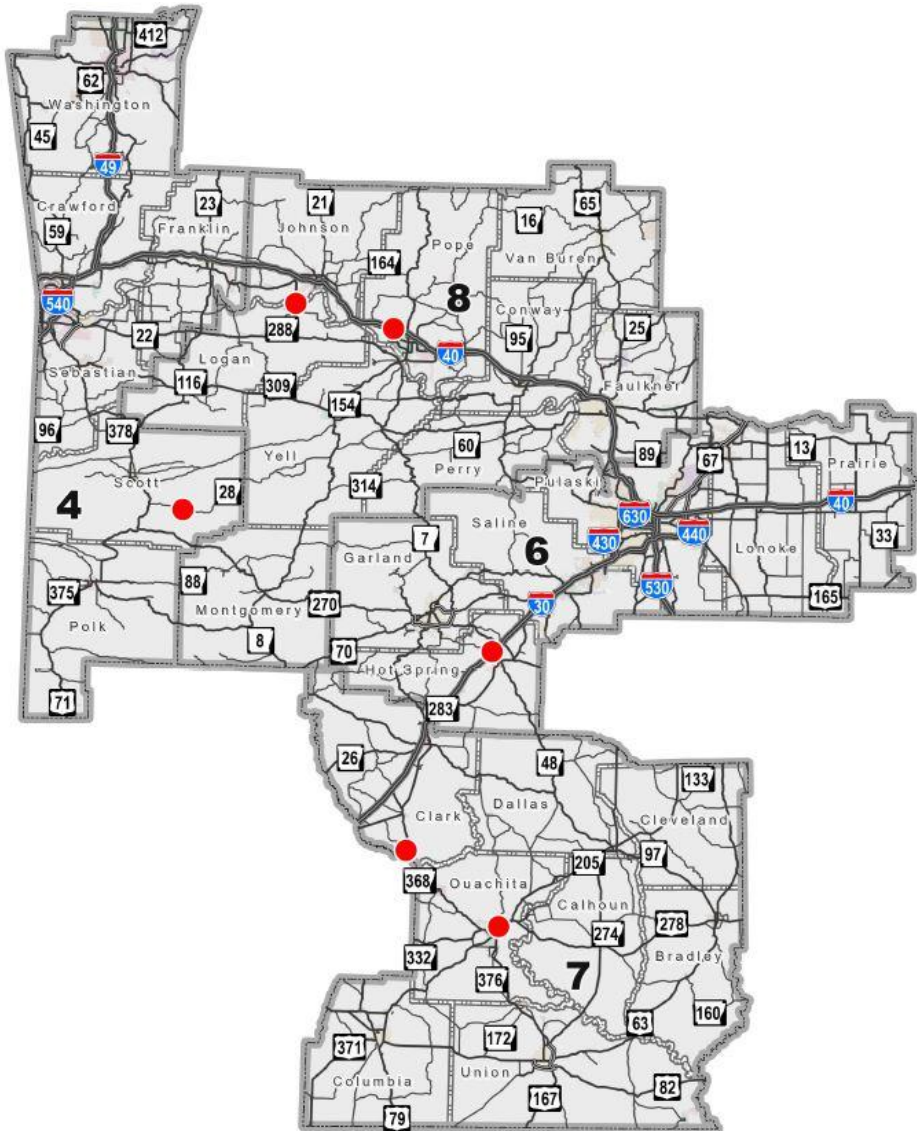 412
62
Washington
45
49
Crawford
23
21
65
16
59
Franklin
Johnson
Pope
164
Van Buren
540
8
288
Conway
22
95
25
40
Logan
Sebastian
116
309
Faulkner
154
96
378
60
89
67
13
Yell
Perry
Prairie
Scott
28
314
Pulaski
4
40
630
Saline
7
6
430
440
33
Garland
Lonoke
375
88
530
165
Montgomery
270
30
Polk
8
70
Hot Spring
71
283
26
48
133
Dallas
Clark
Cleveland
97
205
368
Ouachita
Calhoun
278
274
332
Bradley
376
7
160
63
172
371
Union
Columbia
82
167
79